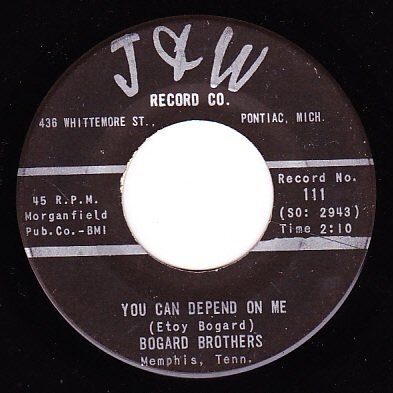 J & W
RECORD CO.
436 WHITTEMORE ST., PONTIAC, MICH.
45 R.P.M.
Morganfield
Pub.Co.-BMI
Record No.
111
(SO: 2943)
Time 2:10
YOU CAN DEPEND ON ME
(Etoy Bogard)
BOGARD BROTHERS
Memphis, Tenn.